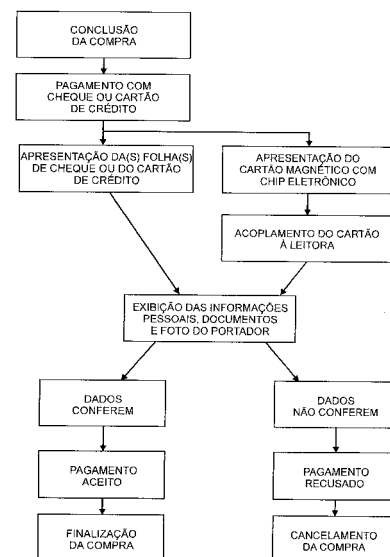 CONCLUSÃO
DA COMPRA
PAGAMENTO COM
CHEQUE OU CARTÃO
DE CRÉDITO
APRESENTAÇÃO DA(S) FOLHA(S)
DE CHEQUE OU DO CARTÃO
DE CRÉDITO
APRESENTAÇÃO DO
CARTÃO MAGNÉTICO COM
CHIP ELETRÔNICO
ACOPLAMENTO DO CARTÃO
À LEITORA
EXIBIÇÃO DAS INFORMAÇÕES
PESSOAIS, DOCUMENTOS
E FOTO DO PORTADOR
DADOS
CONFEREM
DADOS
NÃO CONFEREM
PAGAMENTO
ACEITO
PAGAMENTO
RECUSADO
FINALIZAÇÃO
DA COMPRA
CANCELAMENTO
DA COMPRA